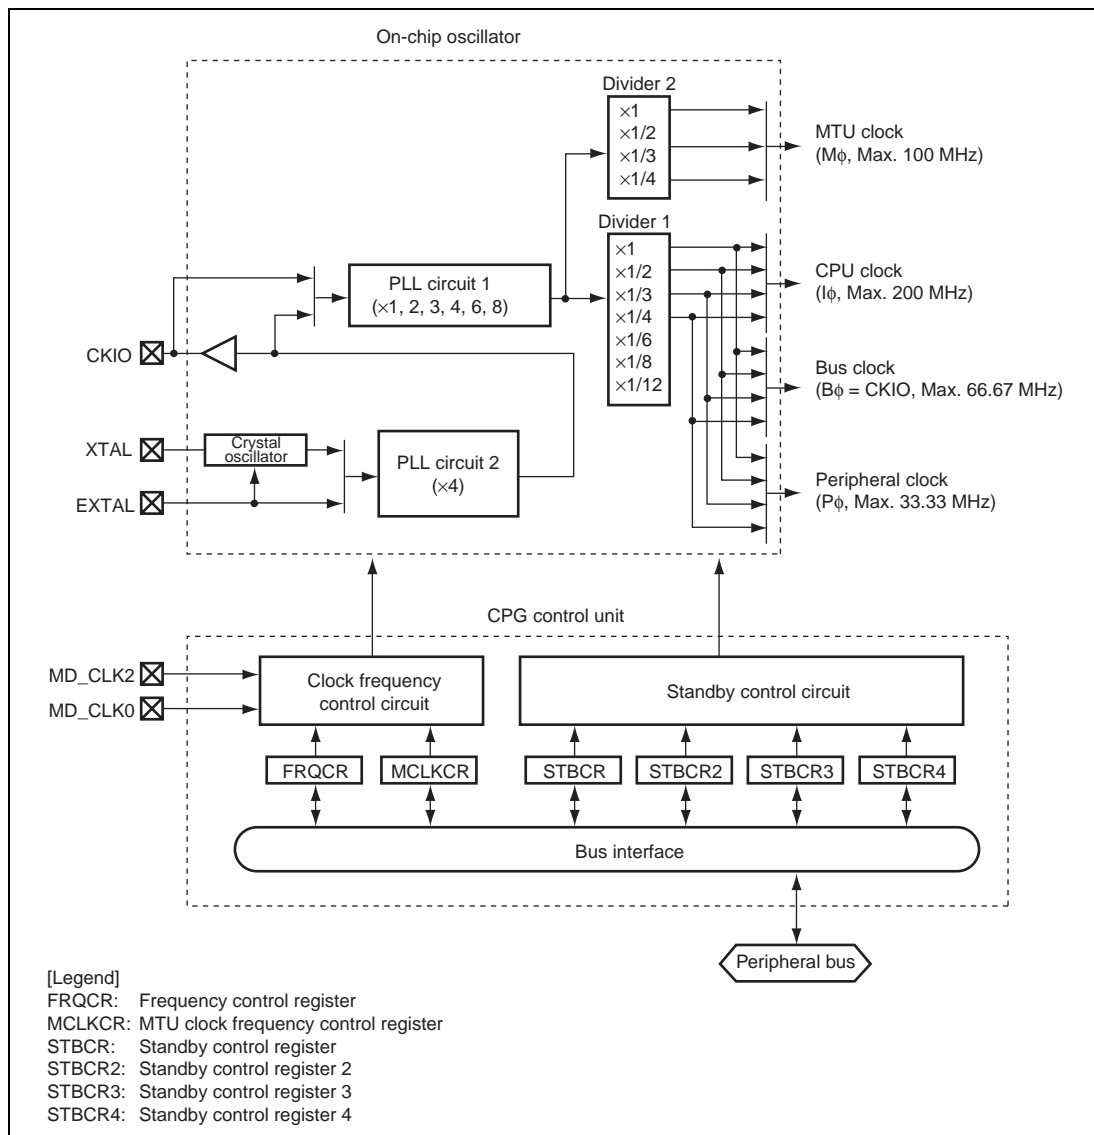 On-chip oscillator
Divider 2
×1
×1/2
×1/3
×1/4
MTU clock
(Mϕ, Max. 100 MHz)
Divider 1
×1
×1/2
×1/3
×1/4
×1/6
×1/8
×1/12
CPU clock
(Iϕ, Max. 200 MHz)
PLL circuit 1
(×1, 2, 3, 4, 6, 8)
CKIO
Bus clock
(Bϕ = CKIO, Max. 66.67 MHz)
XTAL
Crystal
oscillator
PLL circuit 2
(×4)
EXTAL
Peripheral clock
(Pϕ, Max. 33.33 MHz)
CPG control unit
MD_CLK2
MD_CLK0
Clock frequency
control circuit
Standby control circuit
FRQCR
MCLKCR
STBCR
STBCR2
STBCR3
STBCR4
Bus interface
Peripheral bus
[Legend]
FRQCR: Frequency control register
MCLKCR: MTU clock frequency control register
STBCR: Standby control register
STBCR2: Standby control register 2
STBCR3: Standby control register 3
STBCR4: Standby control register 4